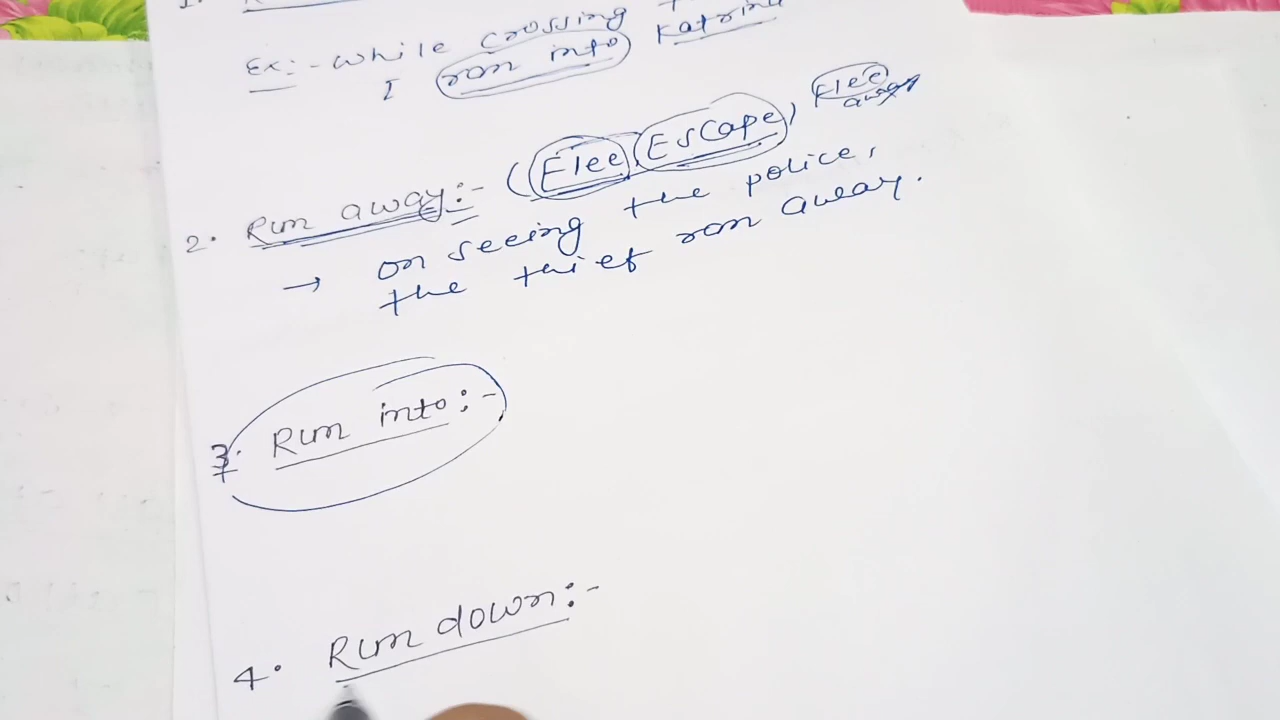 1.
Ex:- while crossing
I ran into Katrina
2. Run away:- (Flee, Escape) Flee away
→ on seeing the police,
the thief ran away.
3. Run into:-
4. Run down:-